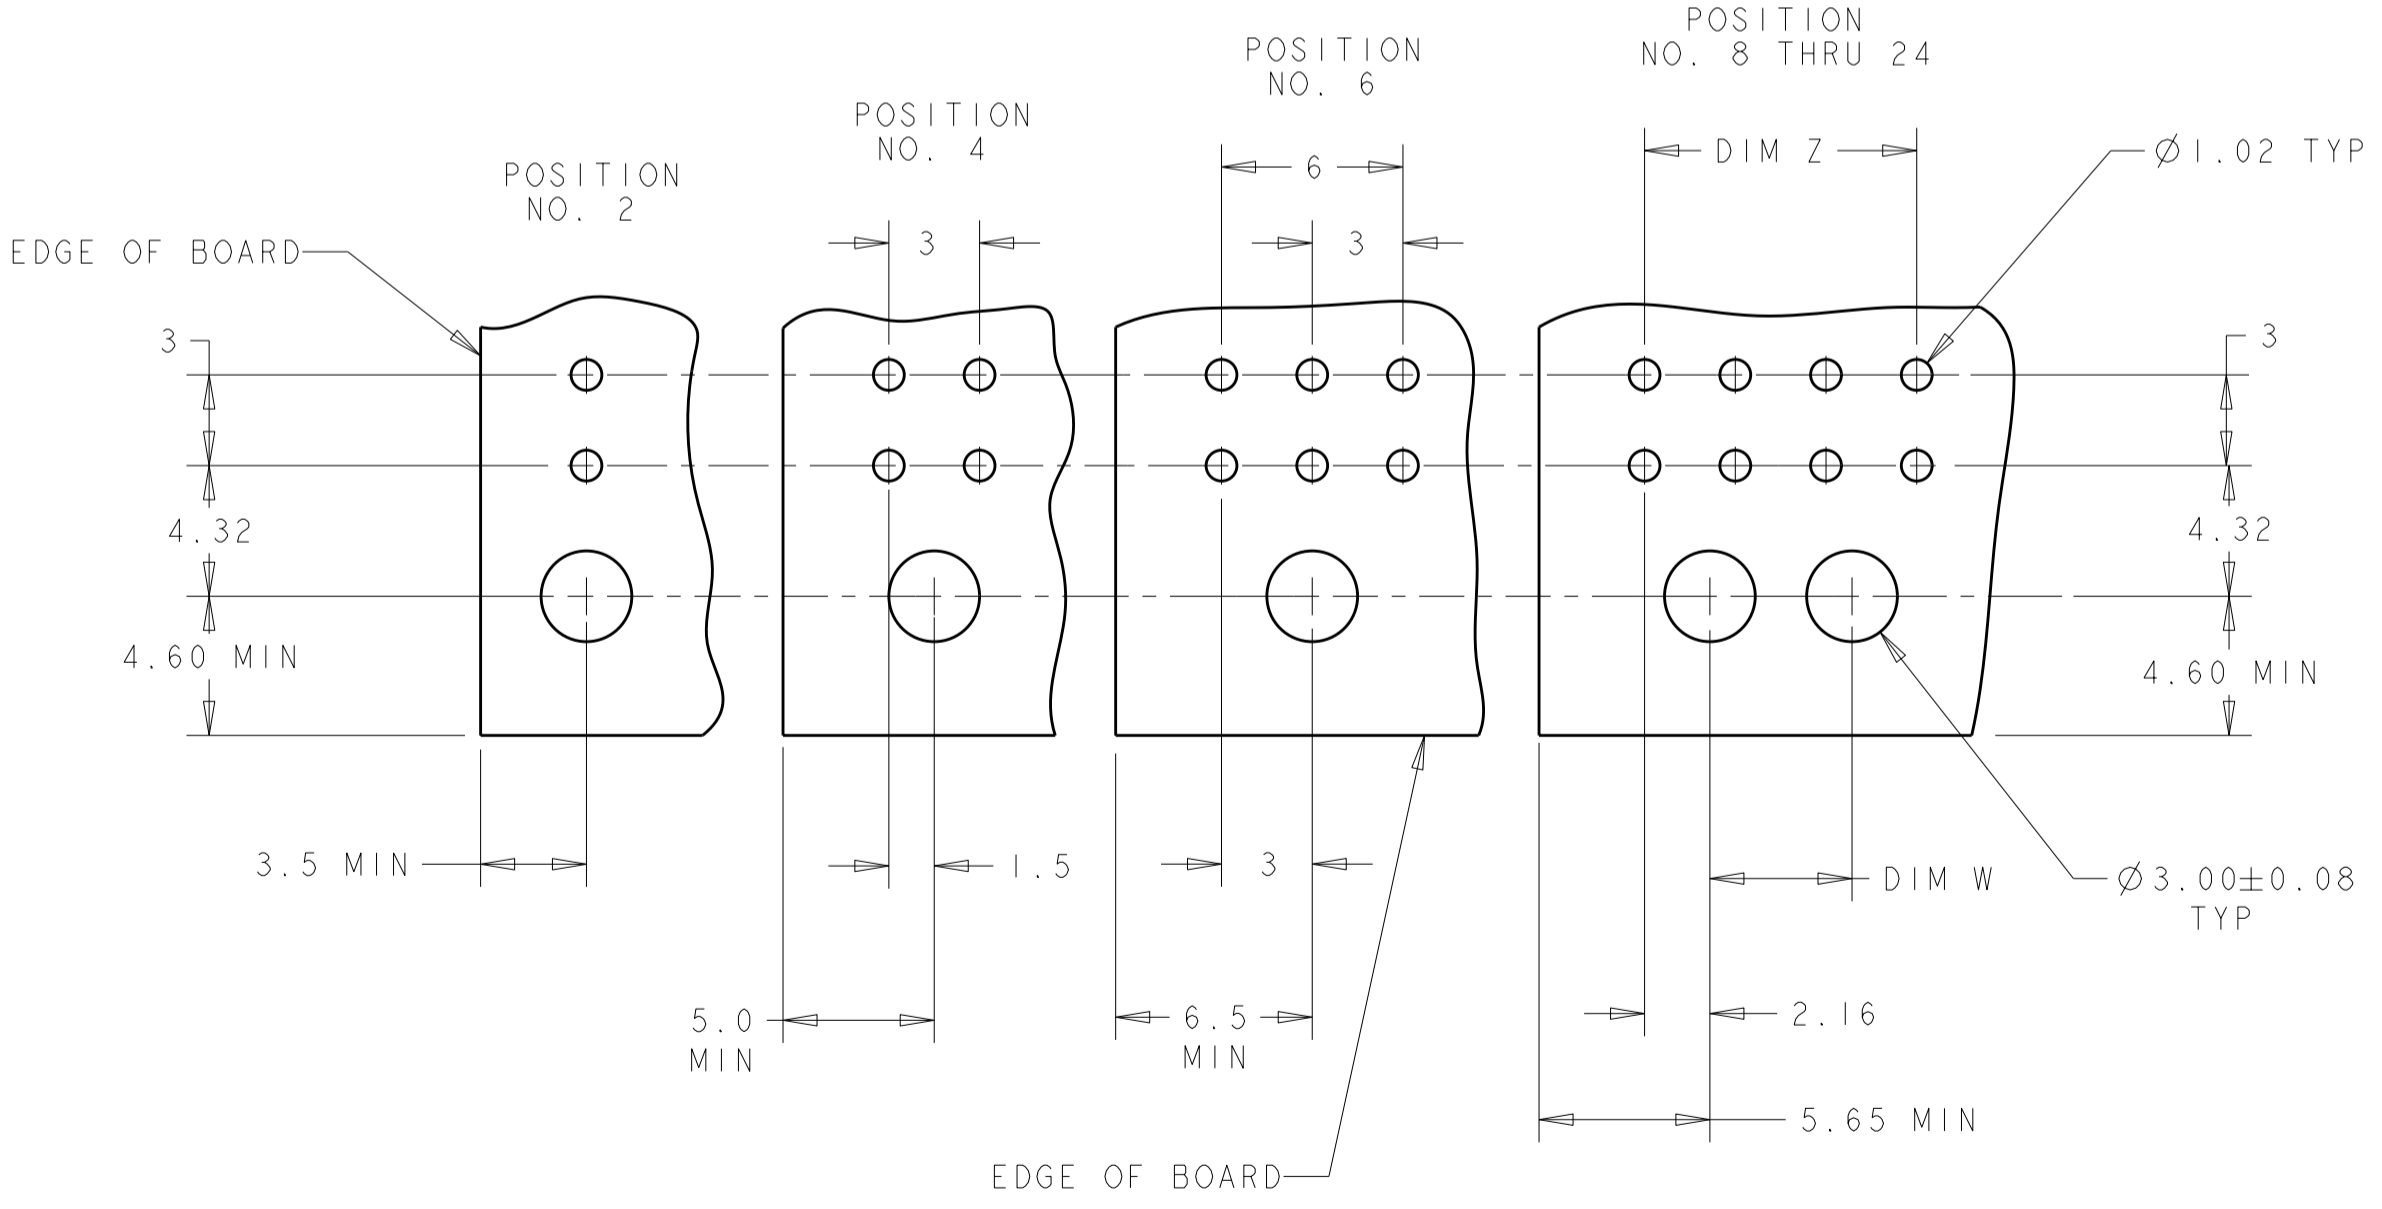 POSITION
NO. 8 THRU 24
POSITION
NO. 6
POSITION
NO. 4
POSITION
NO. 2
DIM Z
Ø1.02 TYP
6
3
3
EDGE OF BOARD
3
3
4.32
4.32
4.60 MIN
4.60 MIN
3.5 MIN
1.5
3
DIM W
Ø3.00±0.08
TYP
5.0
MIN
6.5
MIN
2.16
5.65 MIN
EDGE OF BOARD